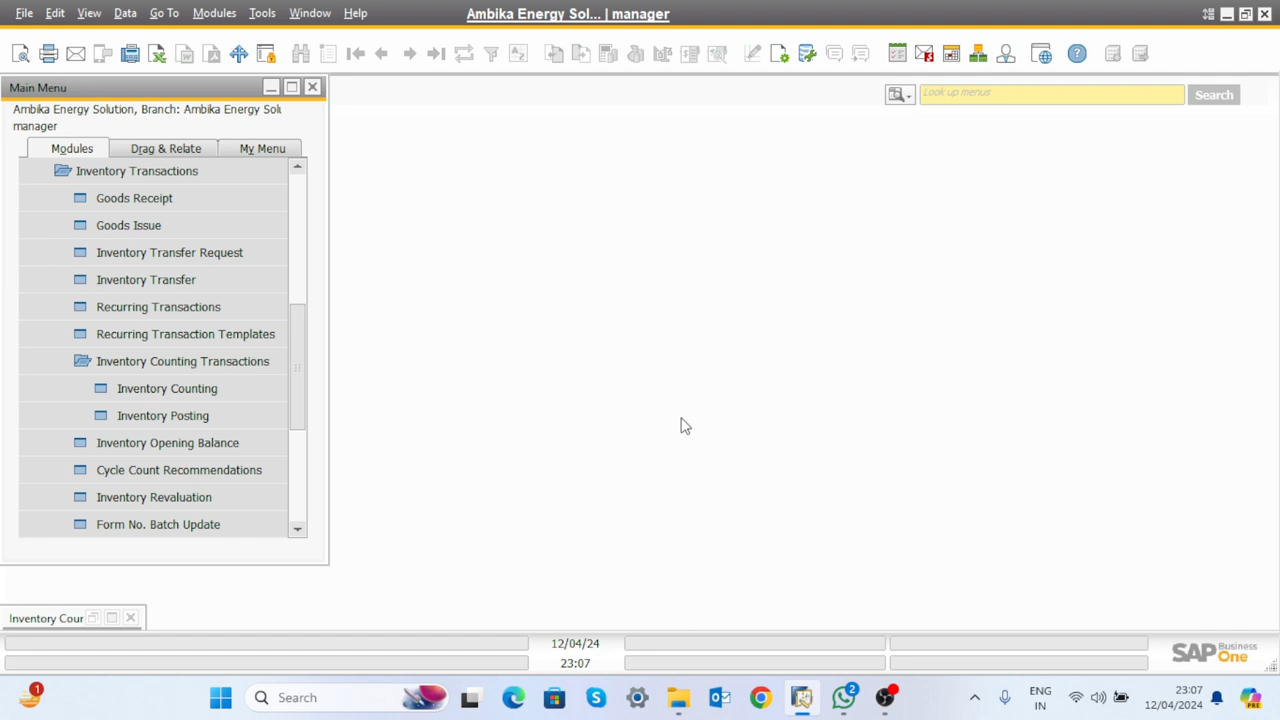 File Edit View Data Go To Modules Tools Window Help Ambika Energy Sol... | manager
Main Menu
Look up menus Search
Ambika Energy Solution, Branch: Ambika Energy Sol
manager
Modules Drag & Relate My Menu
Inventory Transactions
Goods Receipt
Goods Issue
Inventory Transfer Request
Inventory Transfer
Recurring Transactions
Recurring Transaction Templates
Inventory Counting Transactions
Inventory Counting
Inventory Posting
Inventory Opening Balance
Cycle Count Recommendations
Inventory Revaluation
Form No. Batch Update
Inventory Cour
12/04/24
23:07
SAP Business One
1 Search 2 ENG 23:07
IN 12/04/2024 PRE